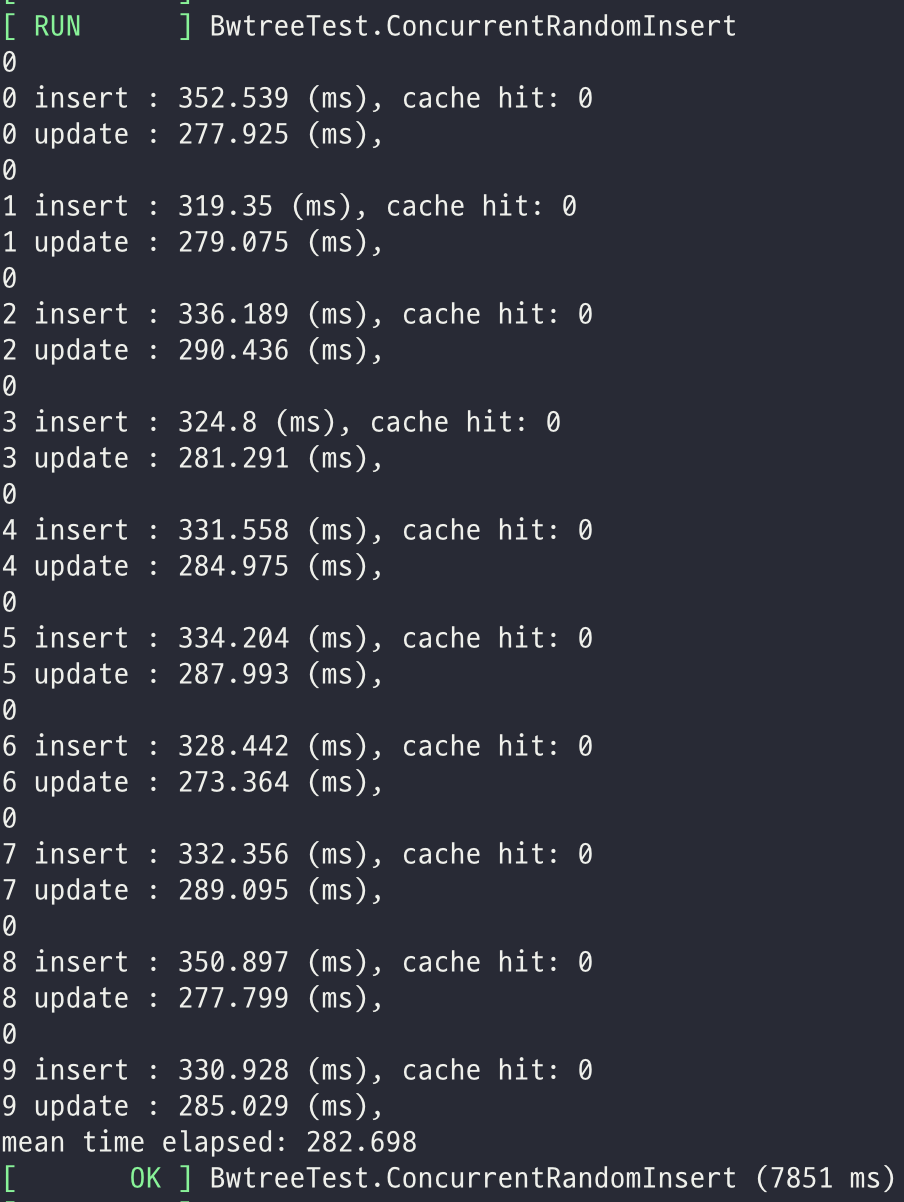 [ RUN      ] BwtreeTest.ConcurrentRandomInsert
0
0 insert : 352.539 (ms), cache hit: 0
0 update : 277.925 (ms),
0
1 insert : 319.35 (ms), cache hit: 0
1 update : 279.075 (ms),
0
2 insert : 336.189 (ms), cache hit: 0
2 update : 290.436 (ms),
0
3 insert : 324.8 (ms), cache hit: 0
3 update : 281.291 (ms),
0
4 insert : 331.558 (ms), cache hit: 0
4 update : 284.975 (ms),
0
5 insert : 334.204 (ms), cache hit: 0
5 update : 287.993 (ms),
0
6 insert : 328.442 (ms), cache hit: 0
6 update : 273.364 (ms),
0
7 insert : 332.356 (ms), cache hit: 0
7 update : 289.095 (ms),
0
8 insert : 350.897 (ms), cache hit: 0
8 update : 277.799 (ms),
0
9 insert : 330.928 (ms), cache hit: 0
9 update : 285.029 (ms),
mean time elapsed: 282.698
[       OK ] BwtreeTest.ConcurrentRandomInsert (7851 ms)